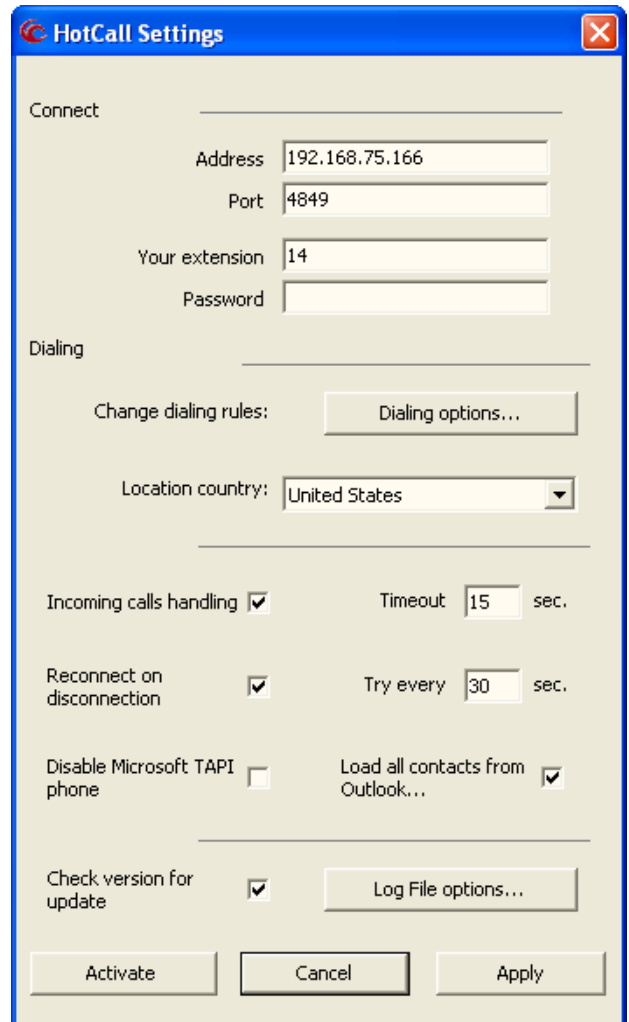 HotCall Settings
Connect
Address 192.168.75.166
Port 4849
Your extension 14
Password
Dialing
Change dialing rules: Dialing options...
Location country: United States
Incoming calls handling Timeout 15 sec.
Reconnect on
disconnection Try every 30 sec.
Disable Microsoft TAPI
phone
Load all contacts from
Outlook...
Check version for
update
Log File options...
Activate Cancel Apply